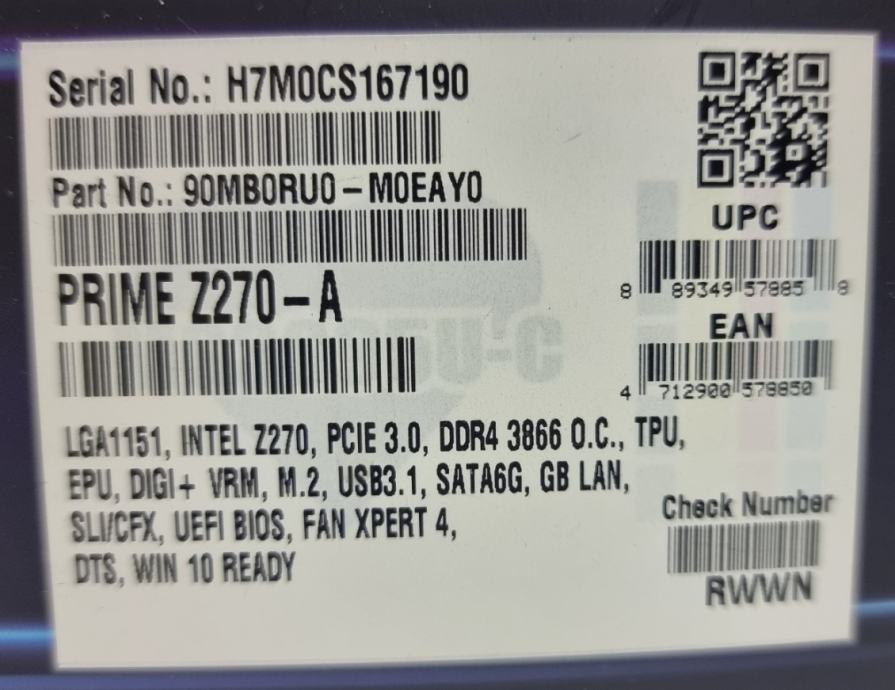 Serial No.: H7M0CS167190
Part No.: 90MB0RU0-M0EAY0
PRIME Z270-A
LGA1151, INTEL Z270, PCIE 3.0, DDR4 3866 O.C., TPU,
EPU, DIGI+ VRM, M.2, USB3.1, SATA6G, GB LAN,
SLI/CFX, UEFI BIOS, FAN XPERT 4,
DTS, WIN 10 READY
UPC
8 89349 57885 8
EAN
4 712900 578850
Check Number
RWWN